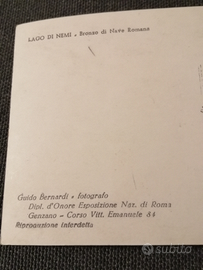 LAGO DI NEMI - Bronzo di Nave Romana
Guido Bernardi - fotografo
Dipl. d'Onore Esposizione Naz. di Roma
Genzano - Corso Vitt. Emanuele 84
Riproduzione interdetta
subito